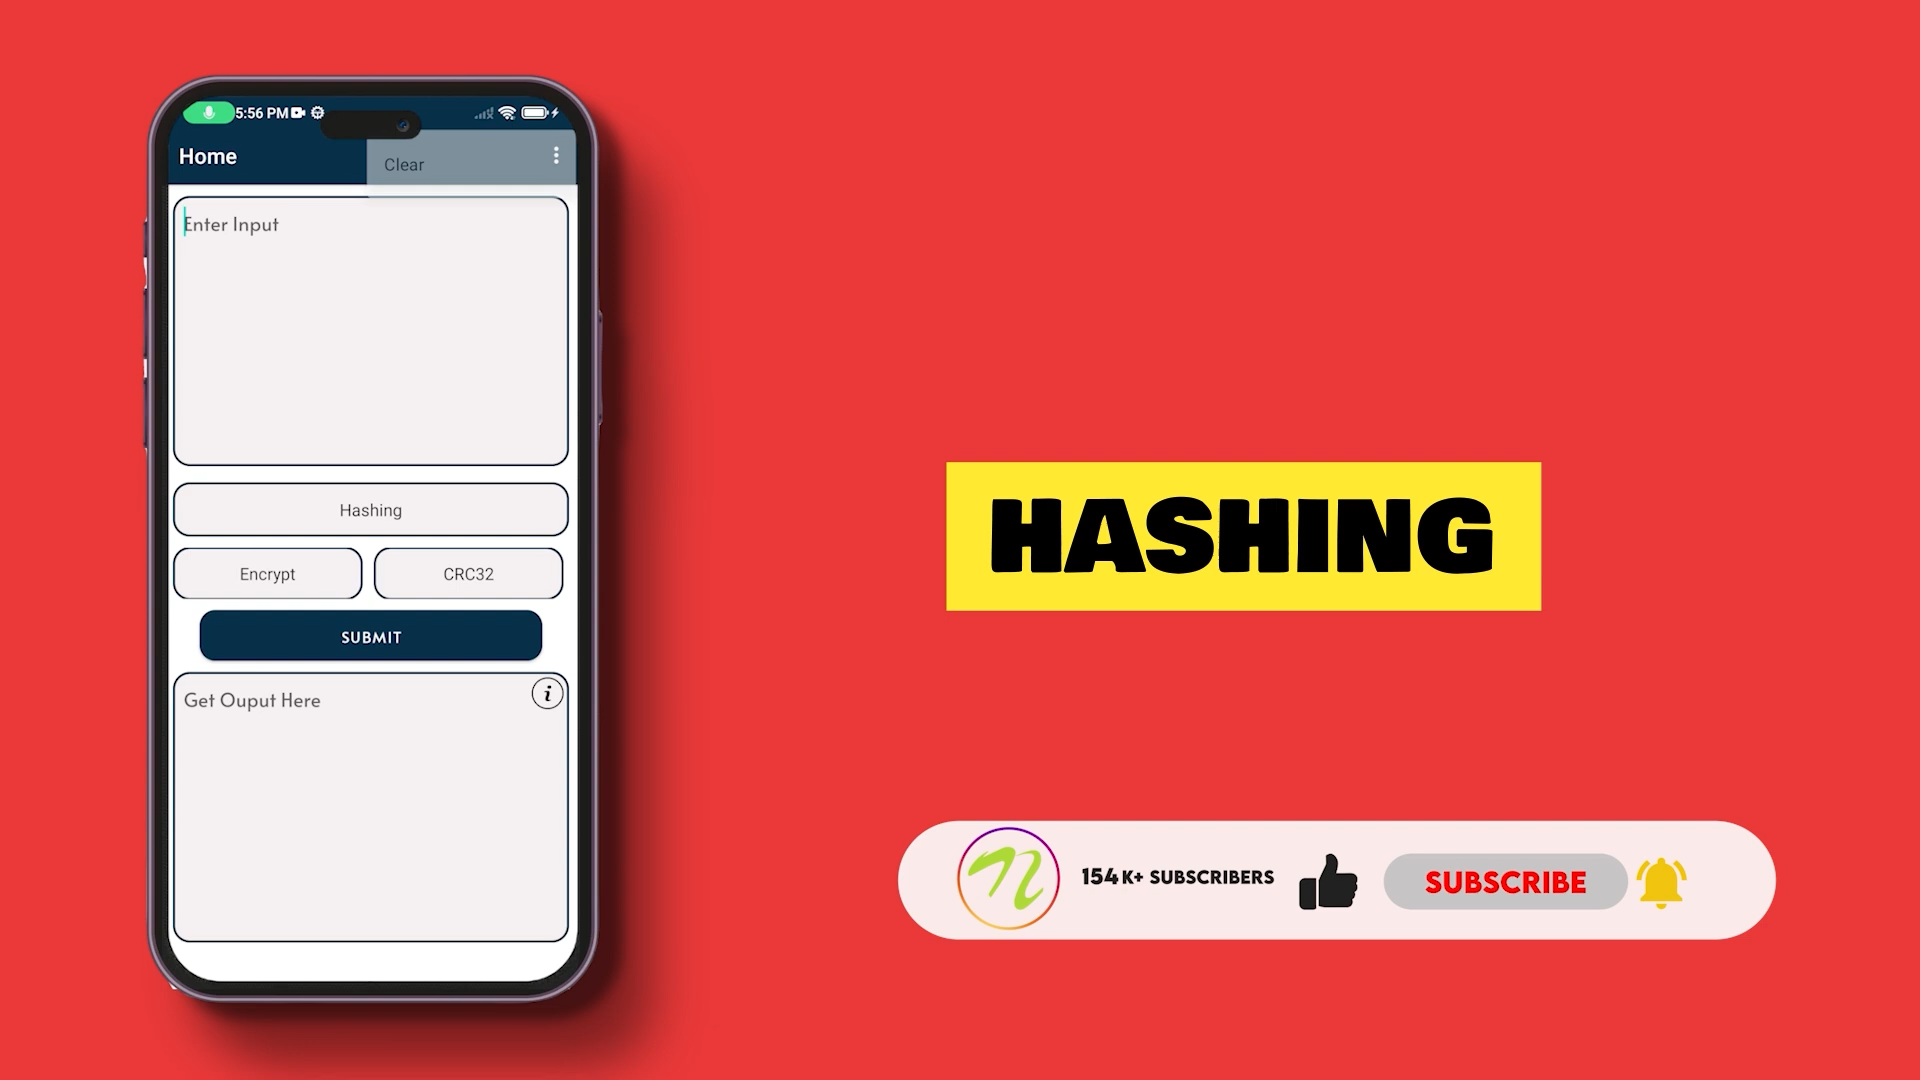 5:56 PM
Home
Clear
Enter Input
Hashing
Encrypt
CRC32
SUBMIT
Get Ouput Here
i
HASHING
154K+ SUBSCRIBERS
SUBSCRIBE